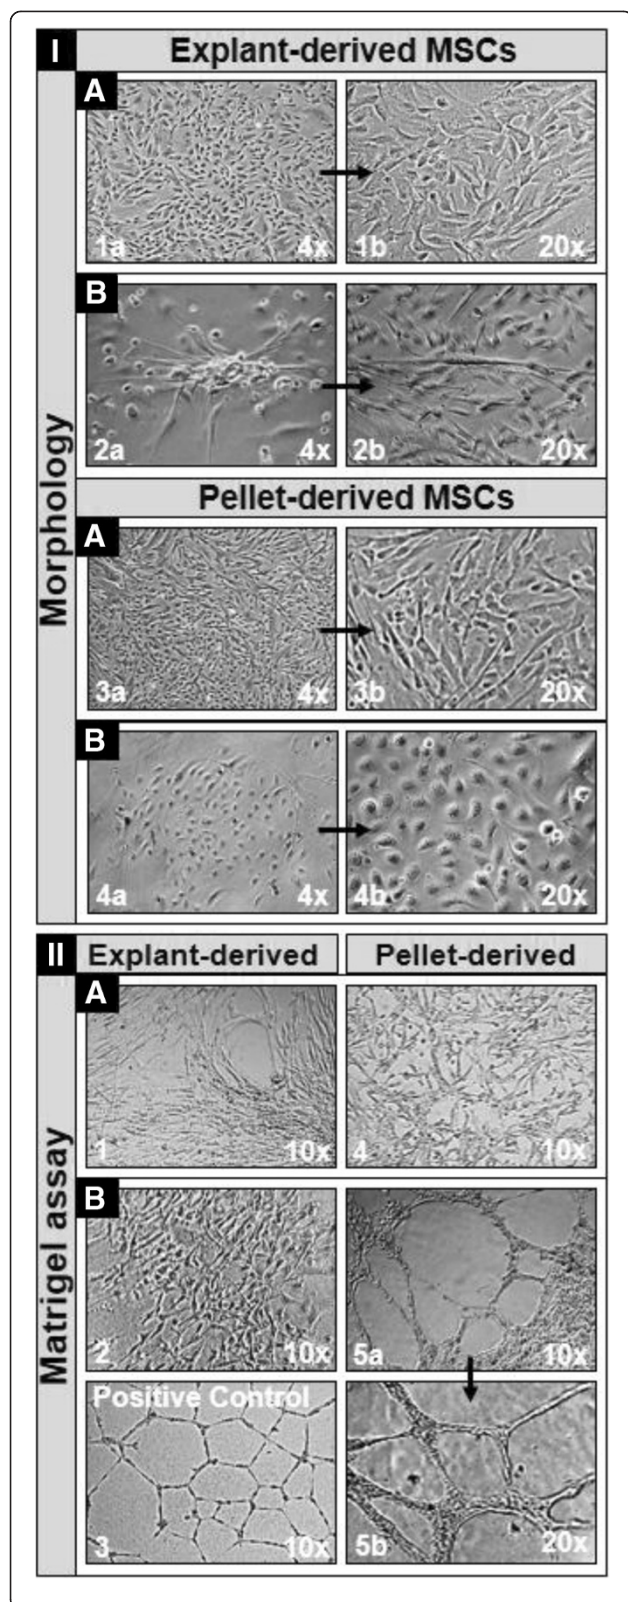 I
Explant-derived MSCs
A
1a
4x
1b
20x
B
2a
4x
2b
20x
Morphology
Pellet-derived MSCs
A
3a
4x
3b
20x
B
4a
4x
4b
20x
II
Explant-derived
Pellet-derived
A
1
10x
4
10x
Matrigel assay
B
2
10x
5a
10x
Positive Control
3
10x
5b
20x